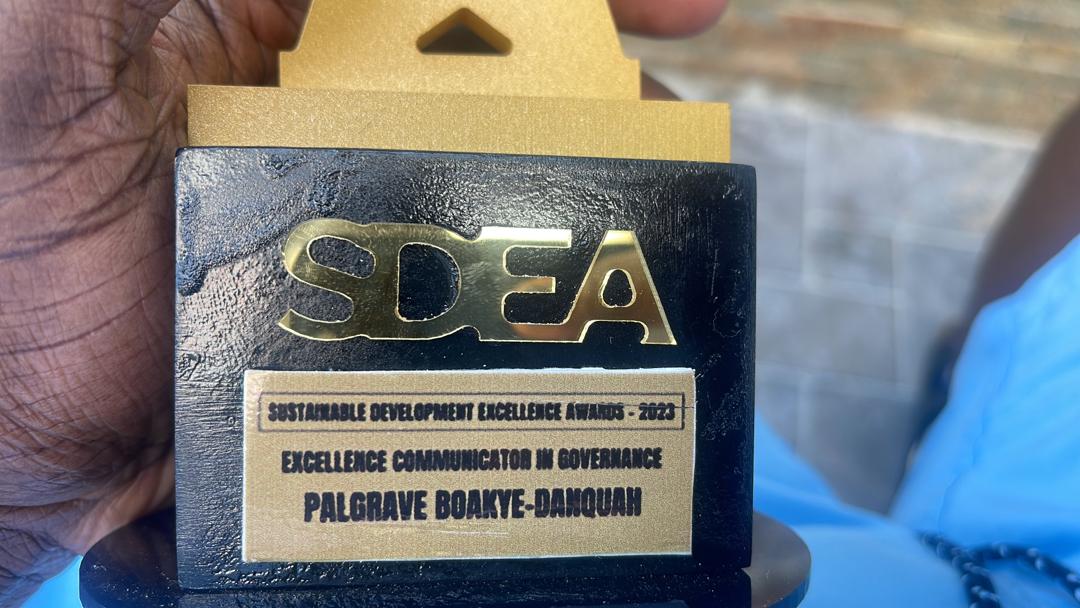 SDEA
SUSTAINABLE DEVELOPMENT EXCELLENCE AWARDS - 2023
EXCELLENCE COMMUNICATOR IN GOVERNANCE
PALGRAVE BOAKYE-DANQUAH